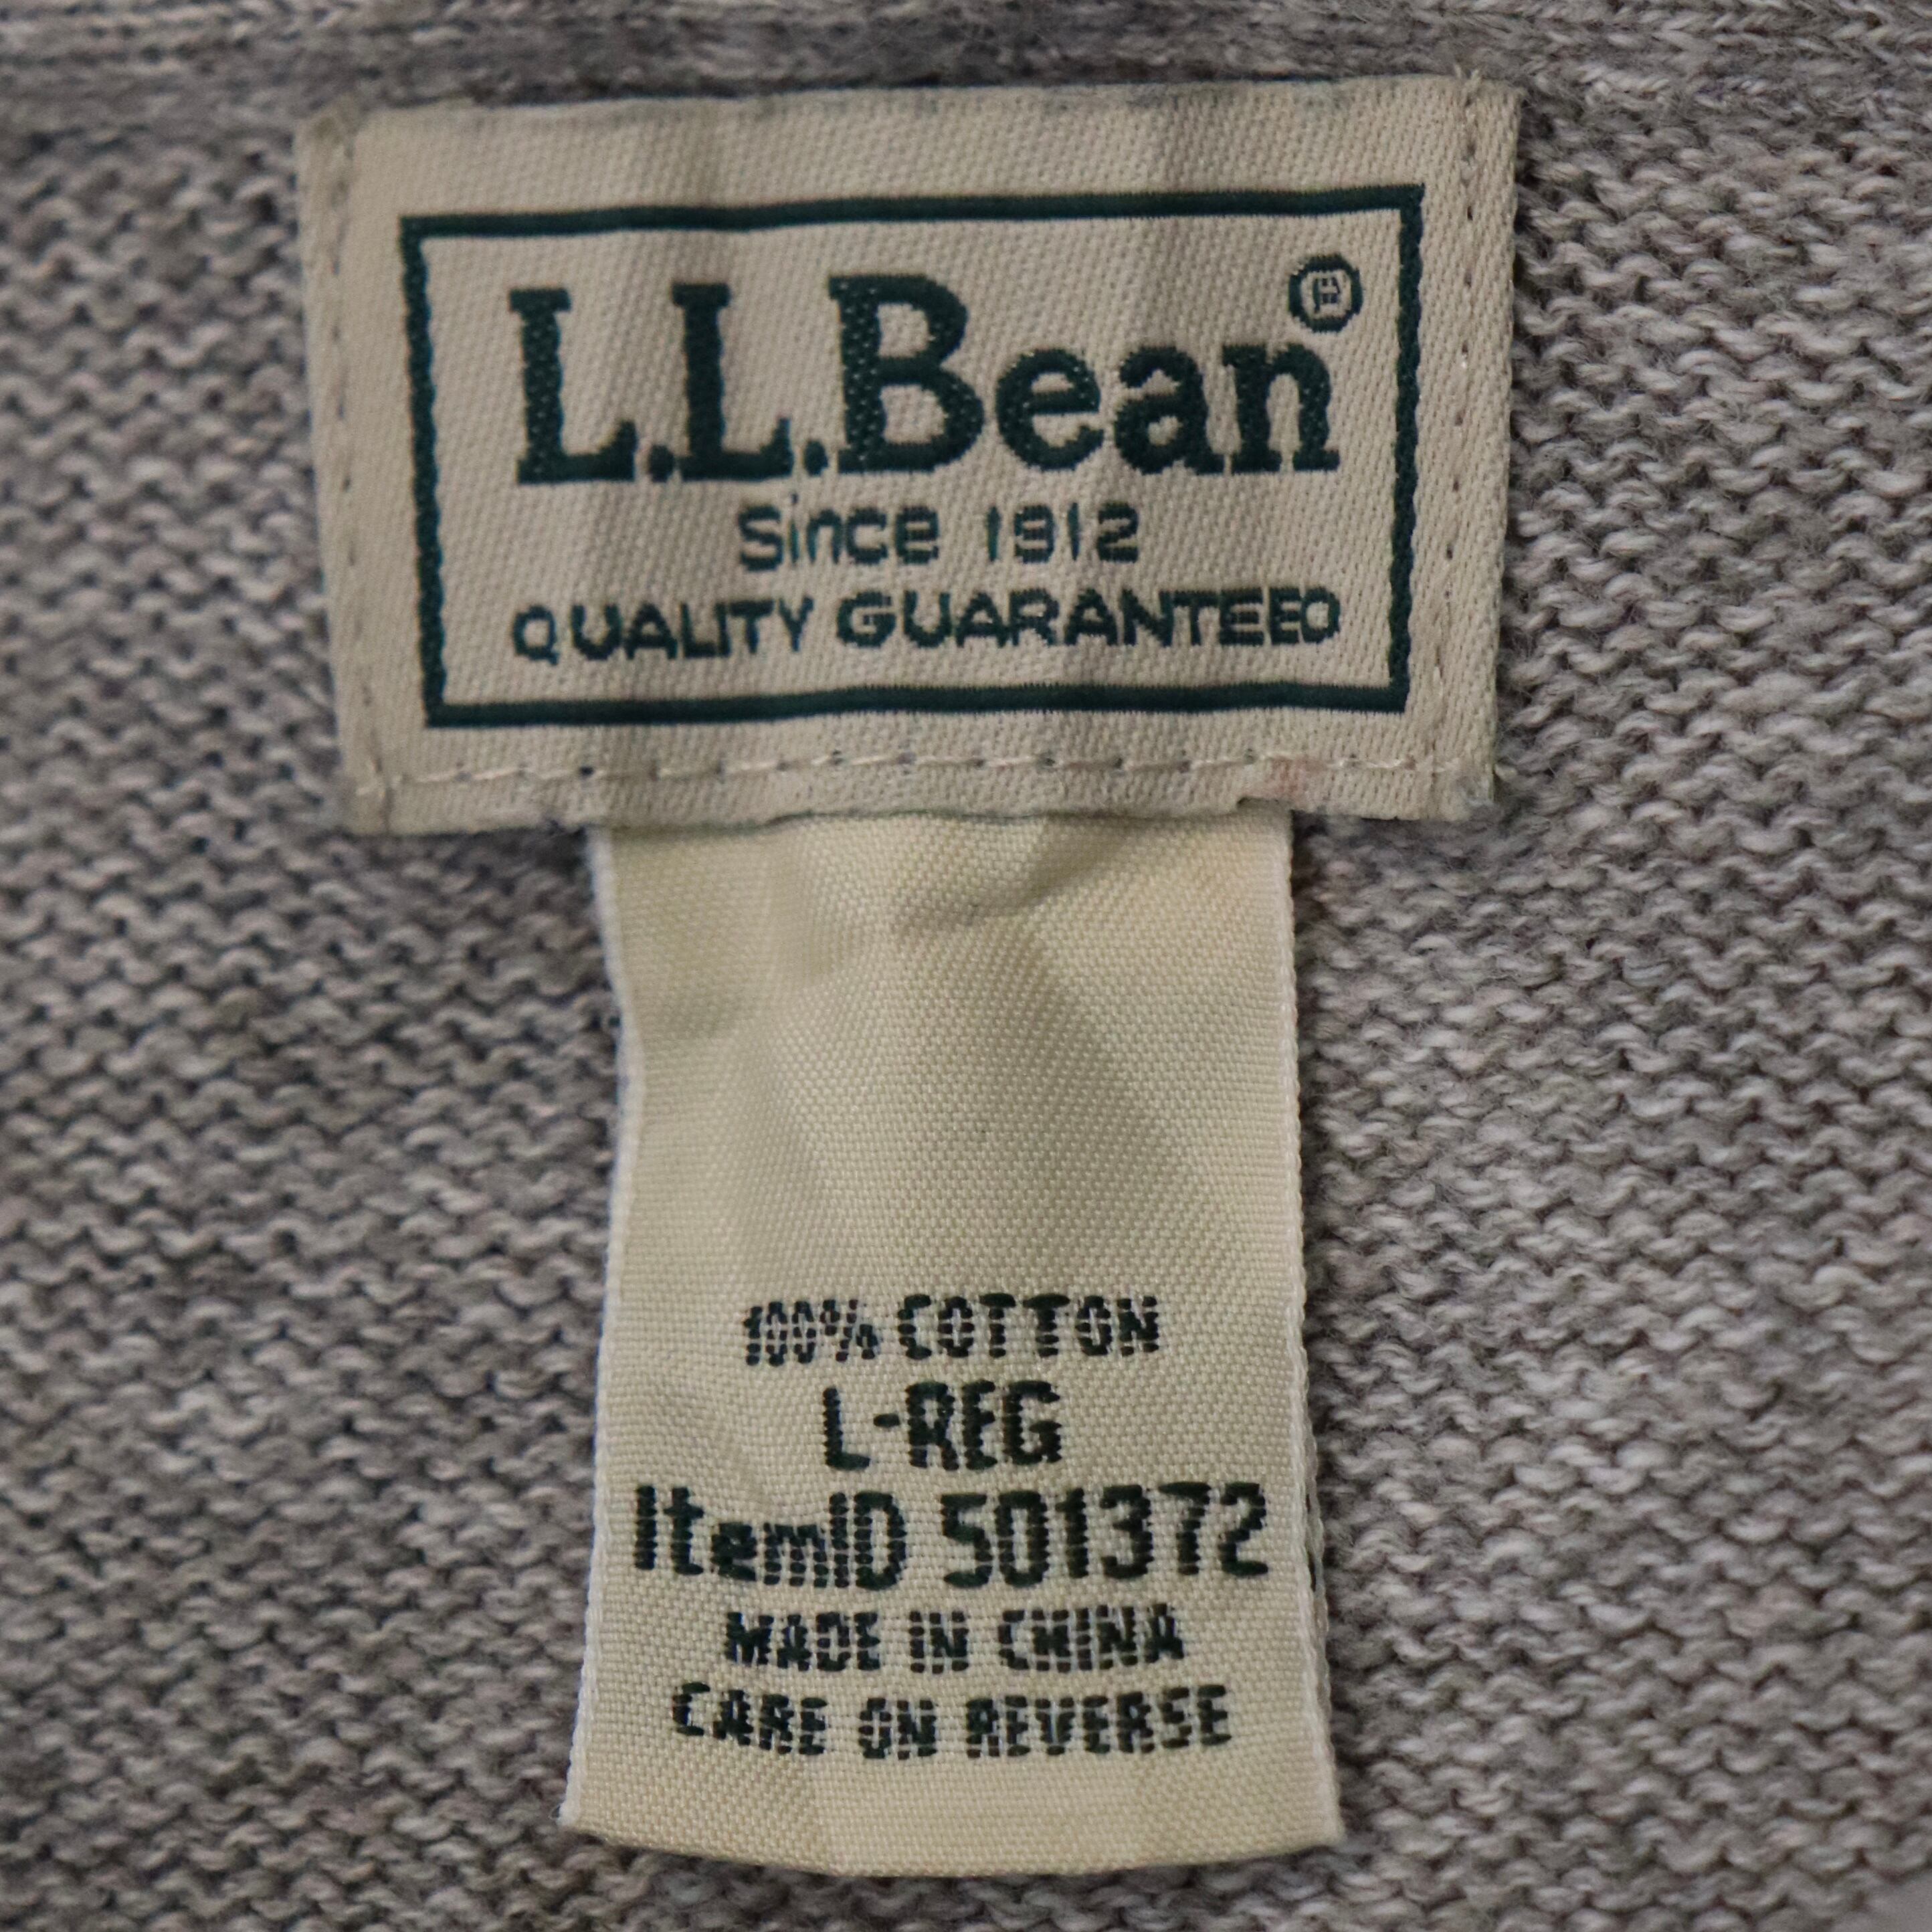 L.L.Bean®
Since 1912
QUALITY GUARANTEED
100% COTTON
L-REG
ItemID 501372
MADE IN CHINA
CARE ON REVERSE